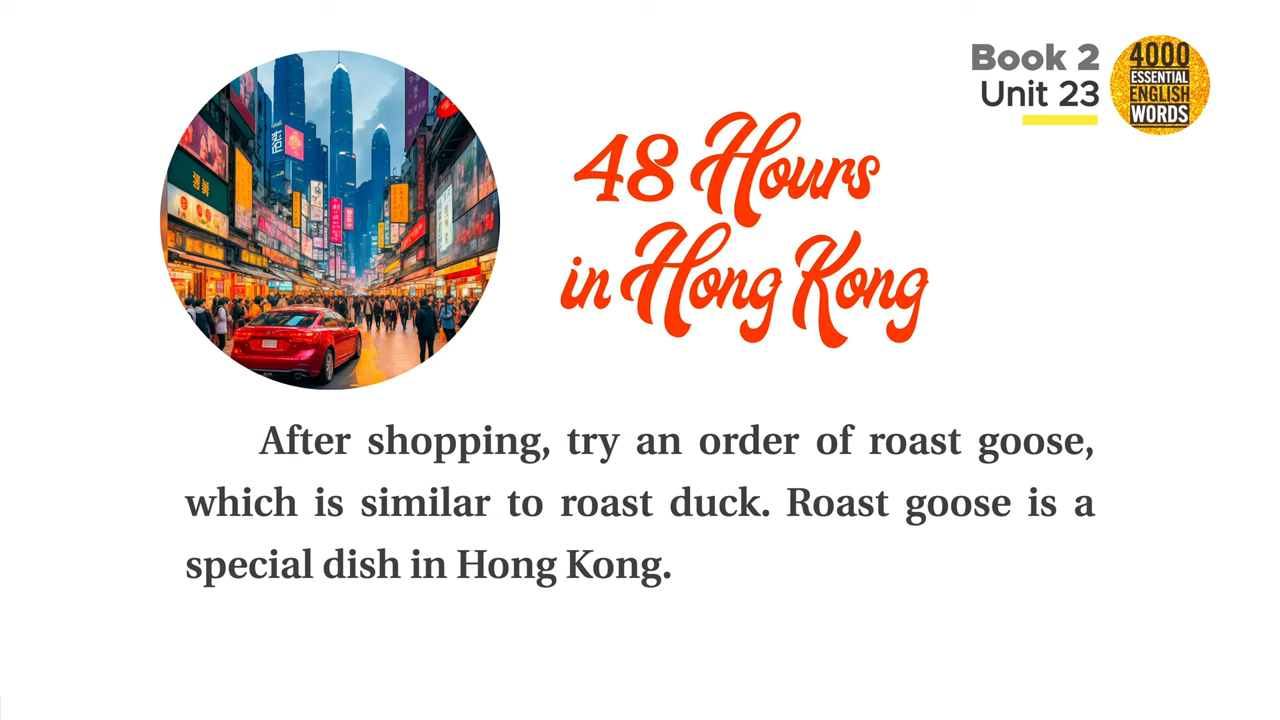 Book 2
Unit 23
4000
ESSENTIAL
ENGLISH
WORDS
48 Hours
in Hong Kong
After shopping, try an order of roast goose,
which is similar to roast duck. Roast goose is a
special dish in Hong Kong.